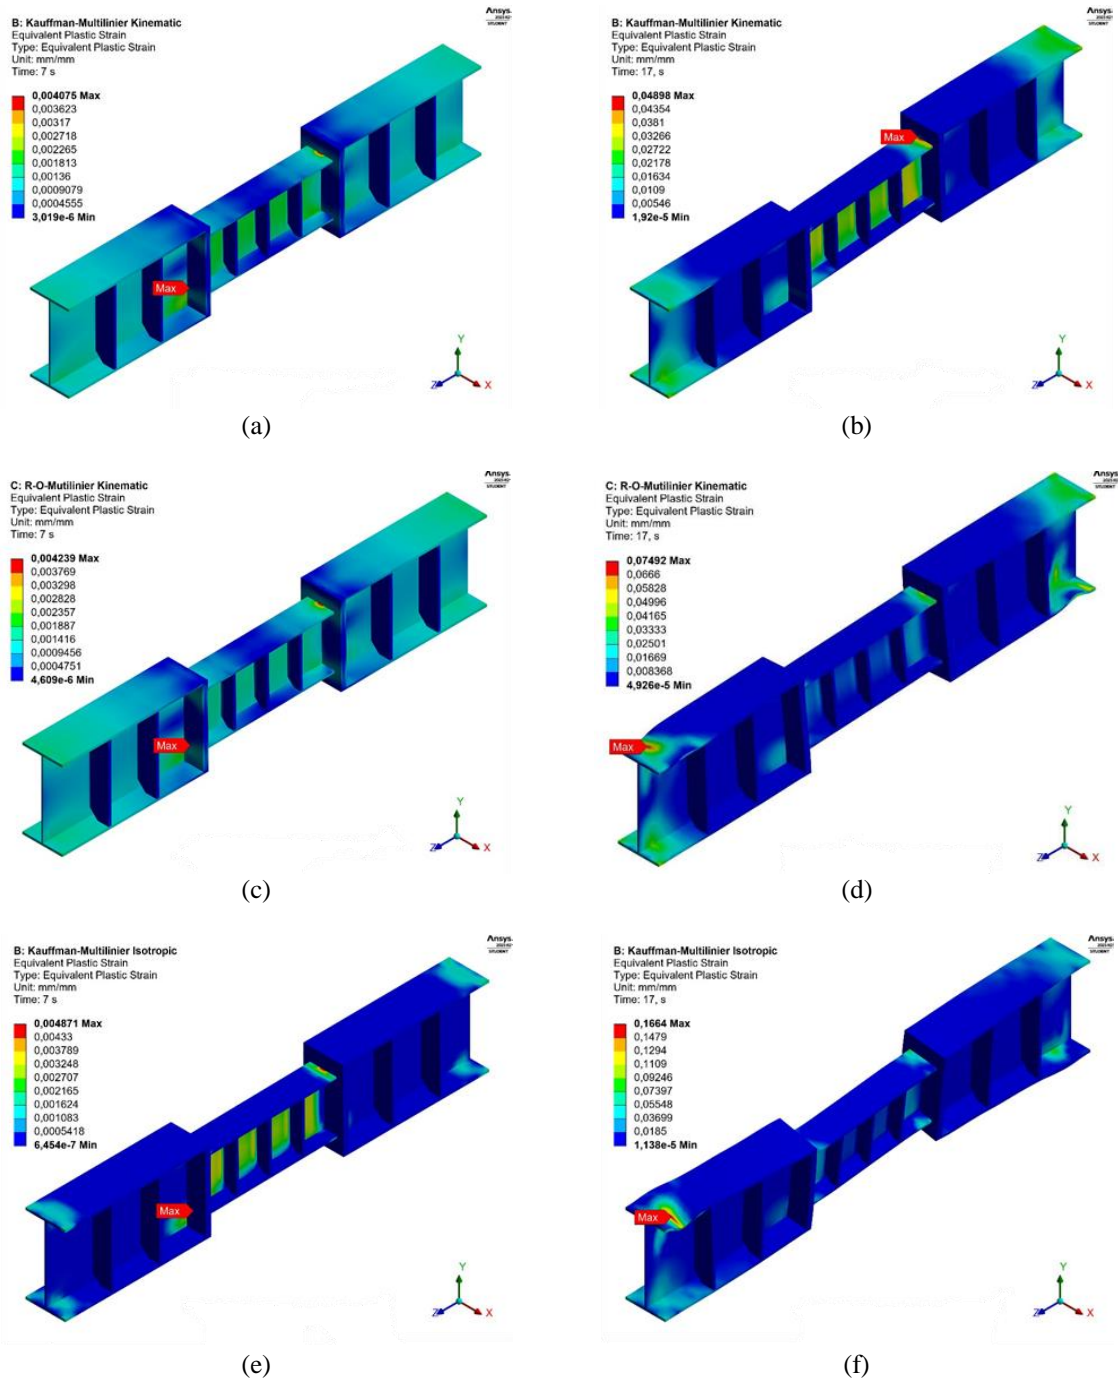 B: Kauffman-Multilinier Kinematic
Equivalent Plastic Strain
Type: Equivalent Plastic Strain
Unit: mm/mm
Time: 7 s
Ansys
STUDENT
0,004075 Max
0,003623
0,00317
0,002718
0,002265
0,001813
0,00136
0,0009079
0,0004555
3,019e-6 Min
Max
Y
Z
X
(a)
B: Kauffman-Multilinier Kinematic
Equivalent Plastic Strain
Type: Equivalent Plastic Strain
Unit: mm/mm
Time: 17, s
Ansys
STUDENT
0,04898 Max
0,04354
0,0381
0,03266
0,02722
0,02178
0,01634
0,0109
0,00546
1,92e-5 Min
Max
Y
Z
X
(b)
C: R-O-Mutilinier Kinematic
Equivalent Plastic Strain
Type: Equivalent Plastic Strain
Unit: mm/mm
Time: 7 s
Ansys
STUDENT
0,004239 Max
0,003769
0,003298
0,002828
0,002357
0,001887
0,001416
0,0009456
0,0004751
4,609e-6 Min
Max
Y
Z
X
(c)
C: R-O-Mutilinier Kinematic
Equivalent Plastic Strain
Type: Equivalent Plastic Strain
Unit: mm/mm
Time: 17, s
Ansys
STUDENT
0,07492 Max
0,0666
0,05828
0,04996
0,04165
0,03333
0,02501
0,01669
0,008368
4,926e-5 Min
Max
Y
Z
X
(d)
B: Kauffman-Multilinier Isotropic
Equivalent Plastic Strain
Type: Equivalent Plastic Strain
Unit: mm/mm
Time: 7 s
Ansys
STUDENT
0,004871 Max
0,00433
0,003789
0,003248
0,002707
0,002165
0,001624
0,001083
0,0005418
6,454e-7 Min
Max
Y
Z
X
(e)
B: Kauffman-Multilinier Isotropic
Equivalent Plastic Strain
Type: Equivalent Plastic Strain
Unit: mm/mm
Time: 17, s
Ansys
STUDENT
0,1664 Max
0,1479
0,1294
0,1109
0,09246
0,07397
0,05548
0,03699
0,0185
1,138e-5 Min
Max
Y
Z
X
(f)